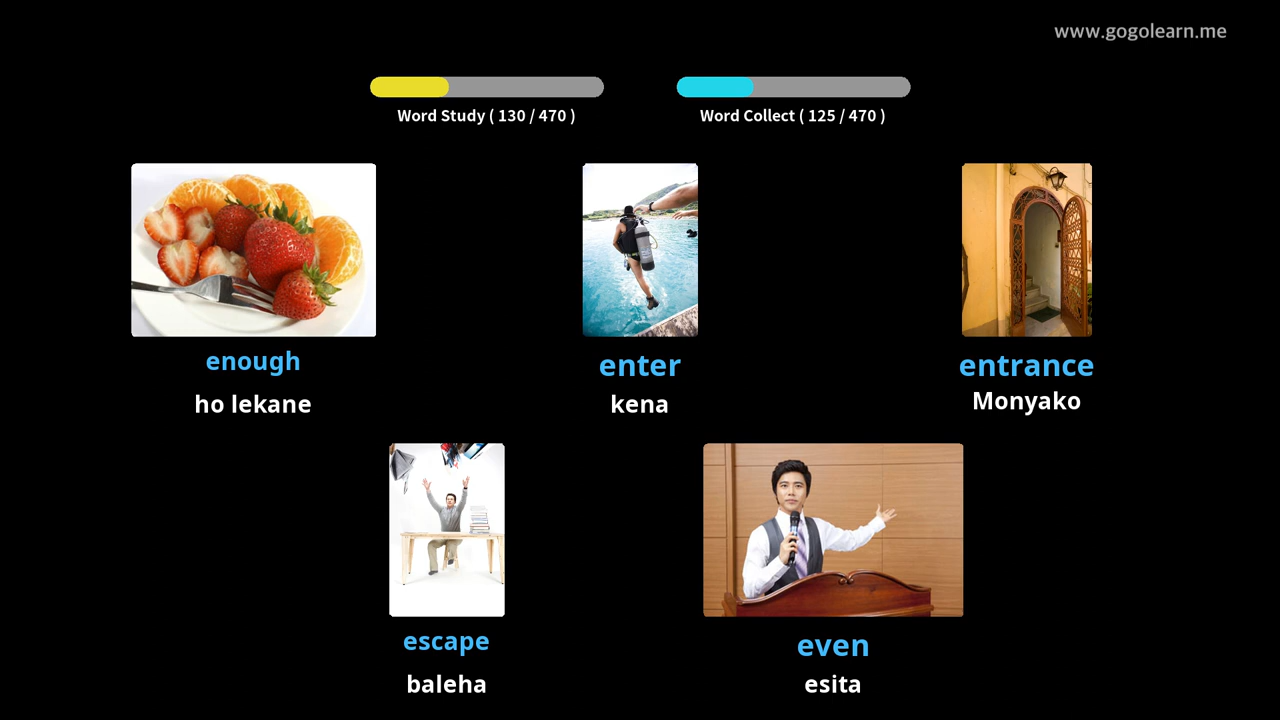 www.gogolearn.me
Word Study ( 130 / 470 )
Word Collect ( 125 / 470 )
enough
ho lekane
enter
kena
entrance
Monyako
escape
baleha
even
esita